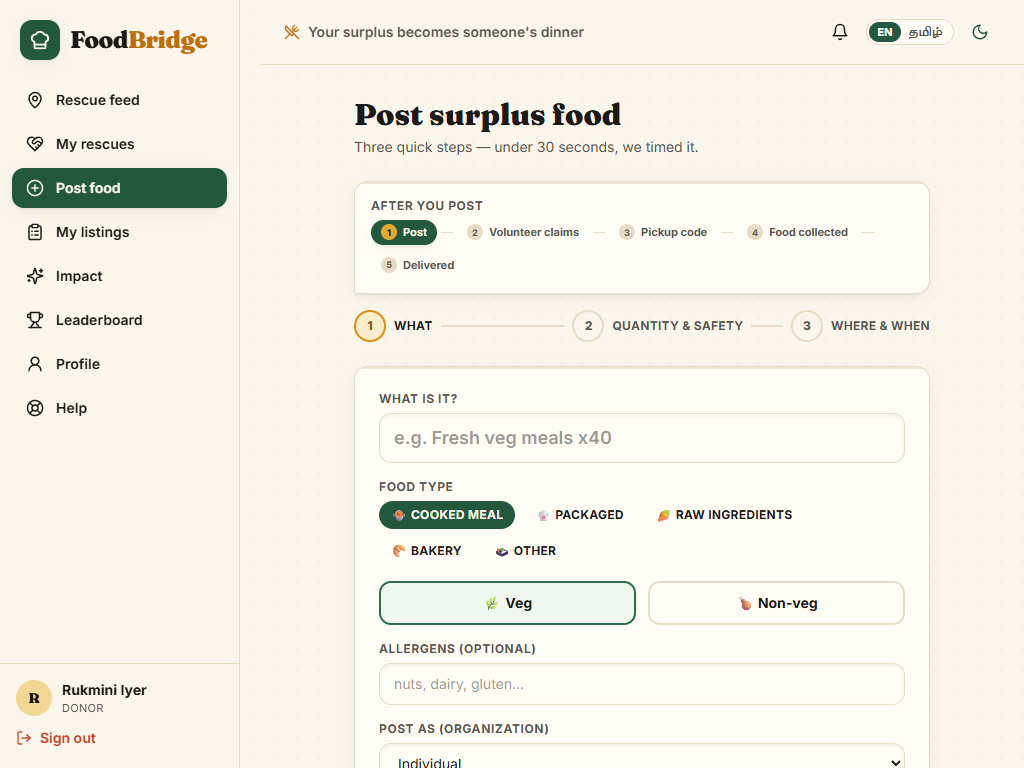 FoodBridge
Your surplus becomes someone's dinner
EN
தமிழ்
Rescue feed
My rescues
Post food
My listings
Impact
Leaderboard
Profile
Help
Rukmini Iyer
R
DONOR
Sign out
Post surplus food
Three quick steps — under 30 seconds, we timed it.
AFTER YOU POST
1 Post
2 Volunteer claims
3 Pickup code
4 Food collected
5 Delivered
1 WHAT
2 QUANTITY & SAFETY
3 WHERE & WHEN
WHAT IS IT?
e.g. Fresh veg meals x40
FOOD TYPE
COOKED MEAL
PACKAGED
RAW INGREDIENTS
BAKERY
OTHER
Veg
Non-veg
ALLERGENS (OPTIONAL)
nuts, dairy, gluten...
POST AS (ORGANIZATION)
Individual